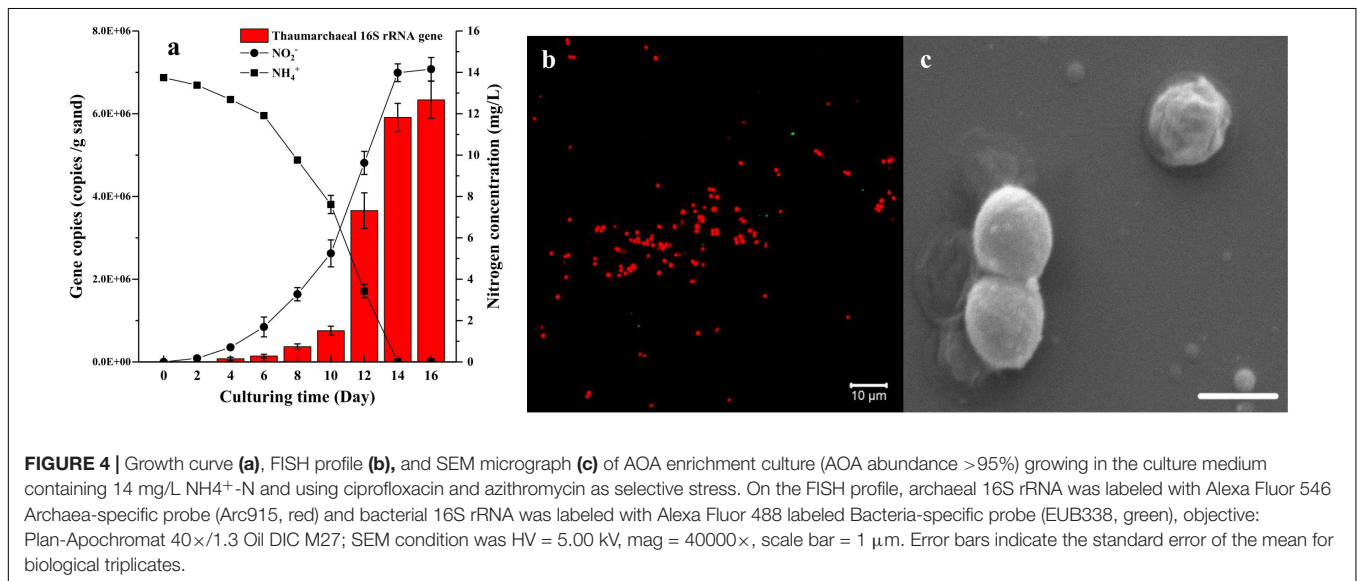 a
Thaumarchaeal 16S rRNA gene
NO₂⁻
NH₄⁺
8.0E+06
6.0E+06
4.0E+06
2.0E+06
0.0E+06
Gene copies (copies /g sand)
16
14
12
10
8
6
4
2
0
Nitrogen concentration (mg/L)
0 2 4 6 8 10 12 14 16
Culturing time (Day)
b
10 µm
c
FIGURE 4 | Growth curve (a), FISH profile (b), and SEM micrograph (c) of AOA enrichment culture (AOA abundance >95%) growing in the culture medium
containing 14 mg/L NH4⁺-N and using ciprofloxacin and azithromycin as selective stress. On the FISH profile, archaeal 16S rRNA was labeled with Alexa Fluor 546
Archaea-specific probe (Arc915, red) and bacterial 16S rRNA was labeled with Alexa Fluor 488 labeled Bacteria-specific probe (EUB338, green), objective:
Plan-Apochromat 40×/1.3 Oil DIC M27; SEM condition was HV = 5.00 kV, mag = 40000×, scale bar = 1 µm. Error bars indicate the standard error of the mean for
biological triplicates.